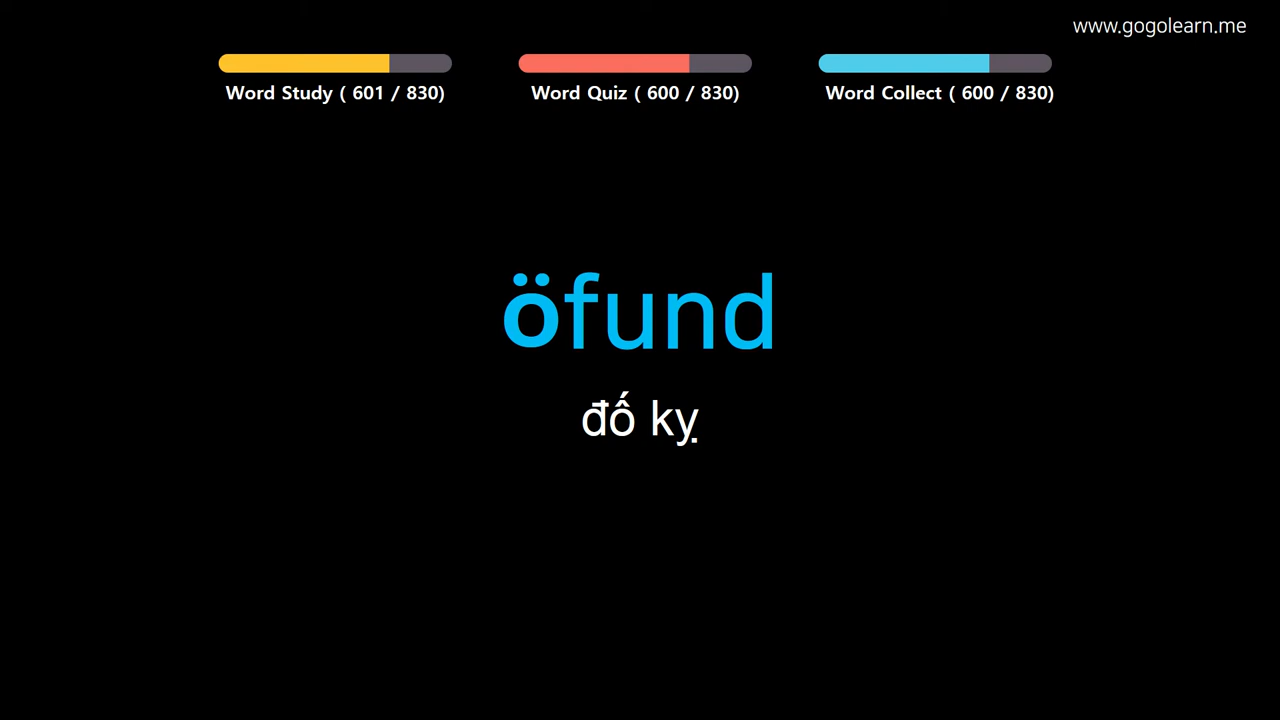 www.gogolearn.me
Word Study ( 601 / 830)
Word Quiz ( 600 / 830)
Word Collect ( 600 / 830)
öfund
đố kỵ